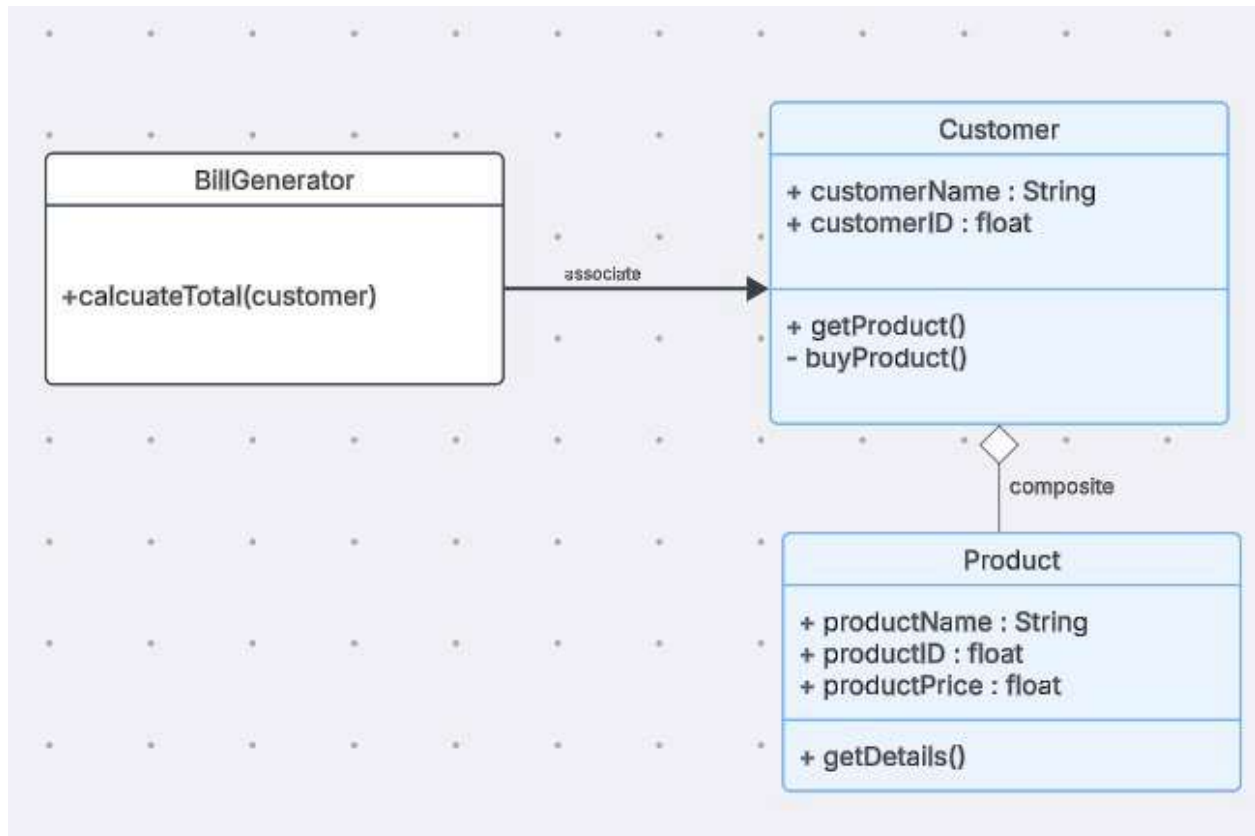 BillGenerator
+calcuateTotal(customer)
associate
Customer
+ customerName : String
+ customerID : float
+ getProduct()
- buyProduct()
composite
Product
+ productName : String
+ productID : float
+ productPrice : float
+ getDetails()